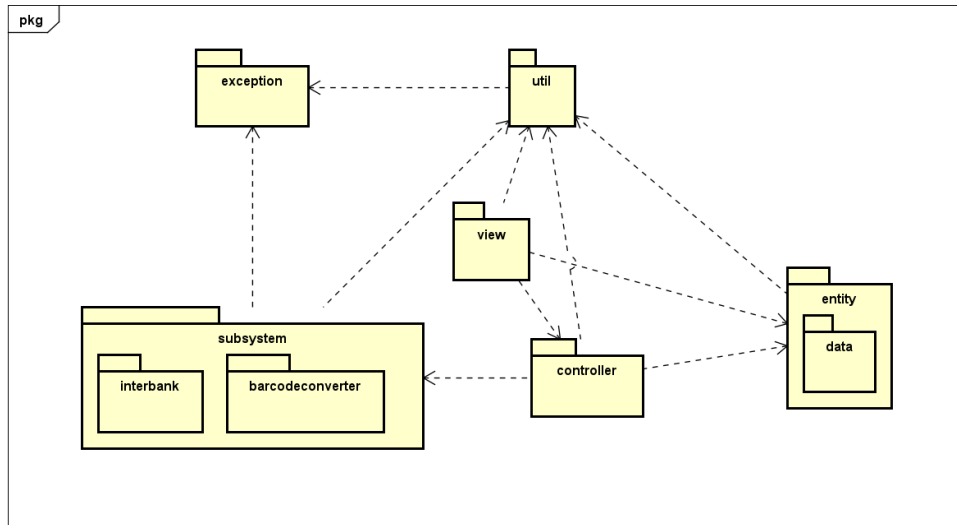 pkg
exception
util
view
entity
data
subsystem
interbank
barcodeconverter
controller